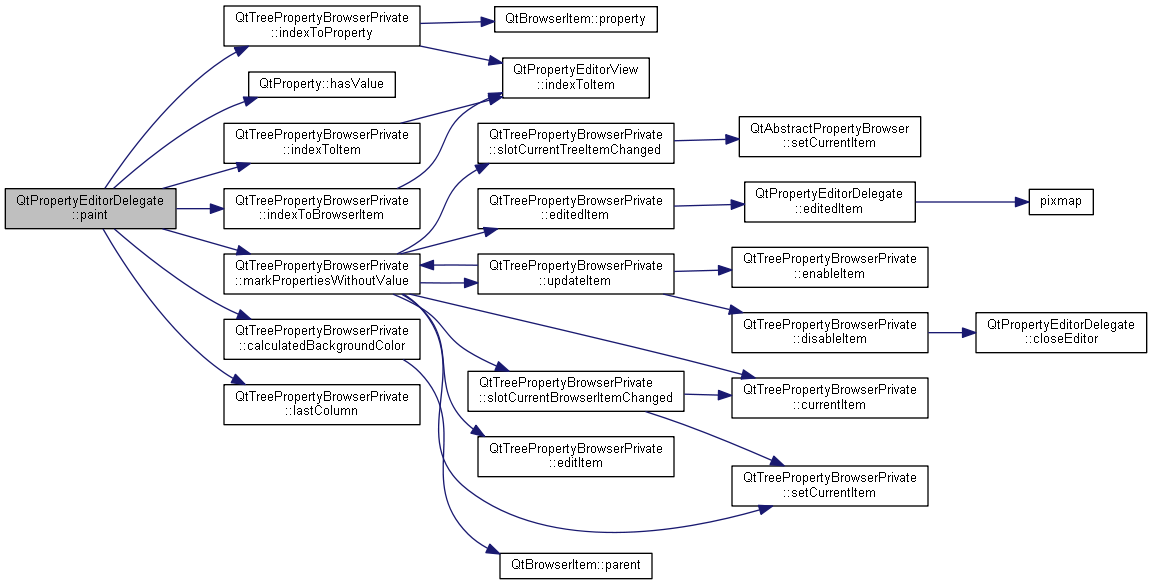 QtPropertyEditorDelegate
::paint
QtTreePropertyBrowserPrivate
::indexToProperty
QtProperty::hasValue
QtTreePropertyBrowserPrivate
::indexToItem
QtTreePropertyBrowserPrivate
::indexToBrowserItem
QtTreePropertyBrowserPrivate
::markPropertiesWithoutValue
QtTreePropertyBrowserPrivate
::calculatedBackgroundColor
QtTreePropertyBrowserPrivate
::lastColumn
QtBrowserItem::property
QtPropertyEditorView
::indexToItem
QtTreePropertyBrowserPrivate
::slotCurrentTreeItemChanged
QtTreePropertyBrowserPrivate
::editedItem
QtTreePropertyBrowserPrivate
::updateItem
QtTreePropertyBrowserPrivate
::slotCurrentBrowserItemChanged
QtTreePropertyBrowserPrivate
::editItem
QtBrowserItem::parent
QtAbstractPropertyBrowser
::setCurrentItem
QtPropertyEditorDelegate
::editedItem
QtTreePropertyBrowserPrivate
::enableItem
QtTreePropertyBrowserPrivate
::disableItem
QtTreePropertyBrowserPrivate
::currentItem
QtTreePropertyBrowserPrivate
::setCurrentItem
pixmap
QtPropertyEditorDelegate
::closeEditor